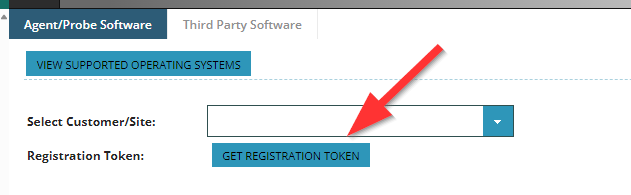 Agent/Probe Software Third Party Software
VIEW SUPPORTED OPERATING SYSTEMS
Select Customer/Site:
Registration Token: GET REGISTRATION TOKEN